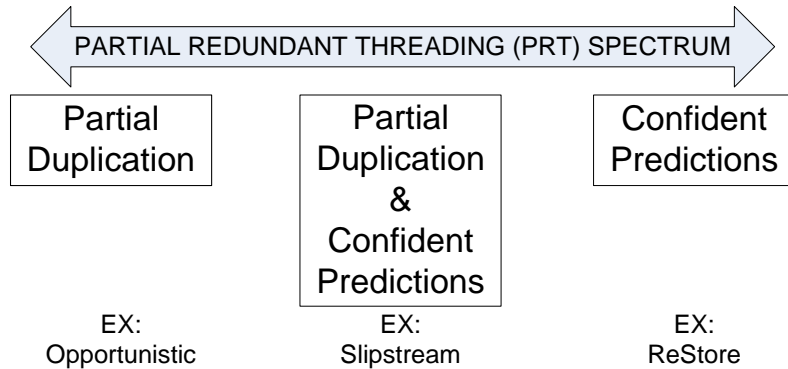 PARTIAL REDUNDANT THREADING (PRT) SPECTRUM
Partial
Duplication
Partial
Duplication
&
Confident
Predictions
Confident
Predictions
EX:
Opportunistic
EX:
Slipstream
EX:
ReStore